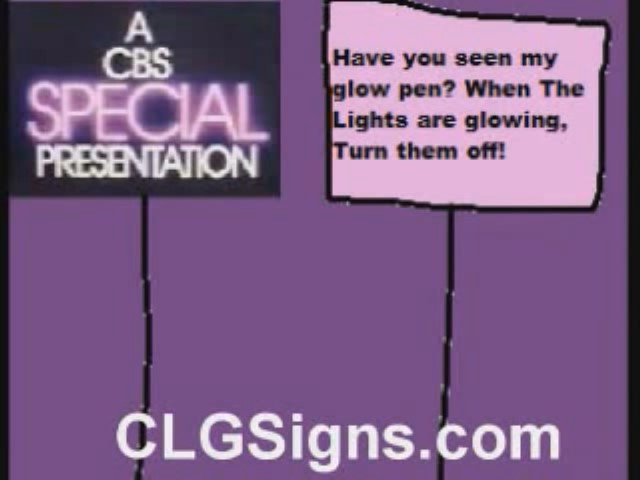 A
CBS
SPECIAL
PRESENTATION
Have you seen my
glow pen? When The
Lights are glowing,
Turn them off!
CLGSigns.com